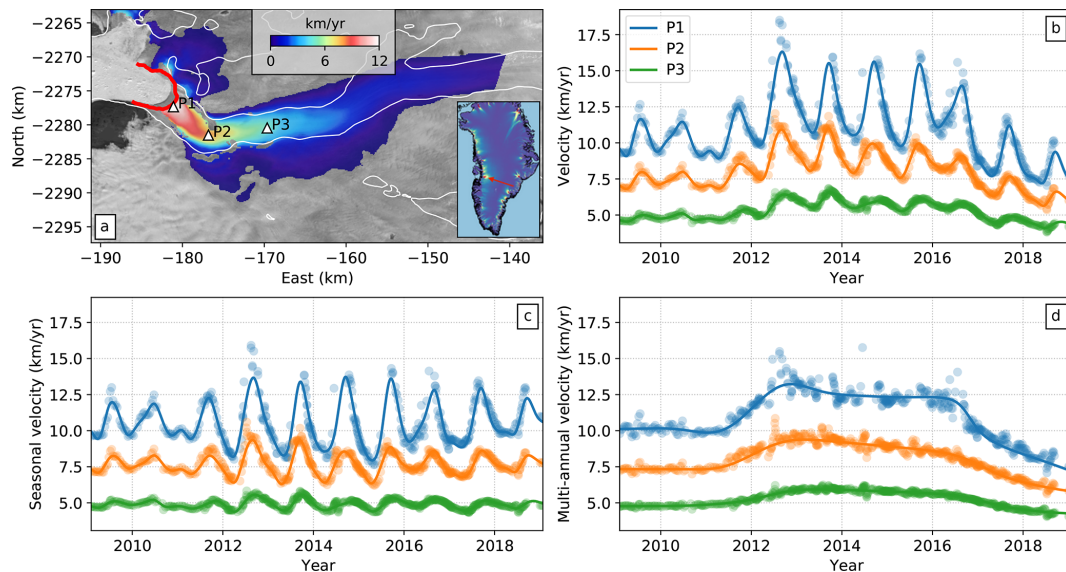 −2265
−2270
−2275
−2280
−2285
−2290
−2295
North (km)
km/yr
0 6 12
P1
P2
P3
a
−190 −180 −170 −160 −150 −140
East (km)
17.5
15.0
12.5
10.0
7.5
5.0
Velocity (km/yr)
P1
P2
P3
b
2010 2012 2014 2016 2018
Year
17.5
15.0
12.5
10.0
7.5
5.0
Seasonal velocity (km/yr)
c
2010 2012 2014 2016 2018
Year
17.5
15.0
12.5
10.0
7.5
5.0
Multi-annual velocity (km/yr)
d
2010 2012 2014 2016 2018
Year